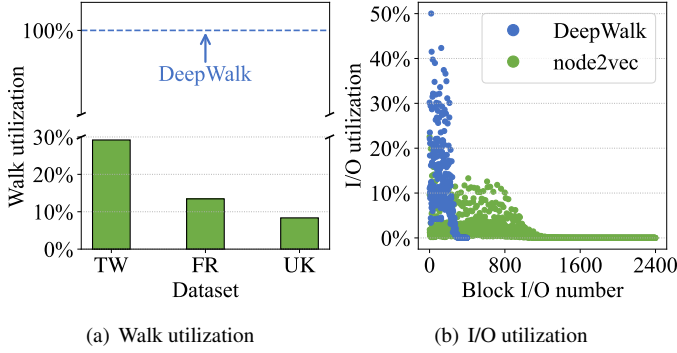 100%
DeepWalk
30%
20%
10%
0%
Walk utilization
TW FR UK
Dataset
(a) Walk utilization
50%
40%
30%
20%
10%
0%
I/O utilization
DeepWalk
node2vec
0 800 1600 2400
Block I/O number
(b) I/O utilization